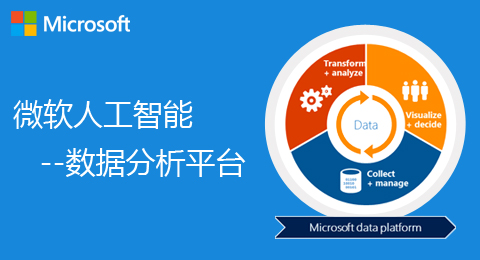 Microsoft
微软人工智能
--数据分析平台
Transform
+ analyze
Visualize
+ decide
Data
Collect
+ manage
Microsoft data platform